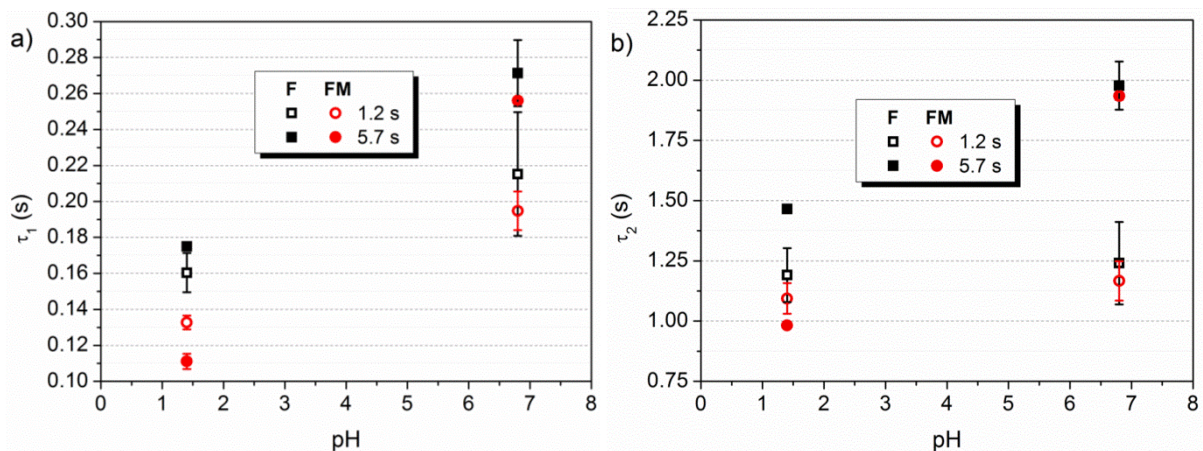 a)
0.30
0.28
0.26
0.24
0.22
0.20
0.18
0.16
0.14
0.12
0.10
τ₁ (s)
F FM
1.2 s
5.7 s
0 1 2 3 4 5 6 7 8
pH
b)
2.25
2.00
1.75
1.50
1.25
1.00
0.75
τ₂ (s)
F FM
1.2 s
5.7 s
0 1 2 3 4 5 6 7 8
pH